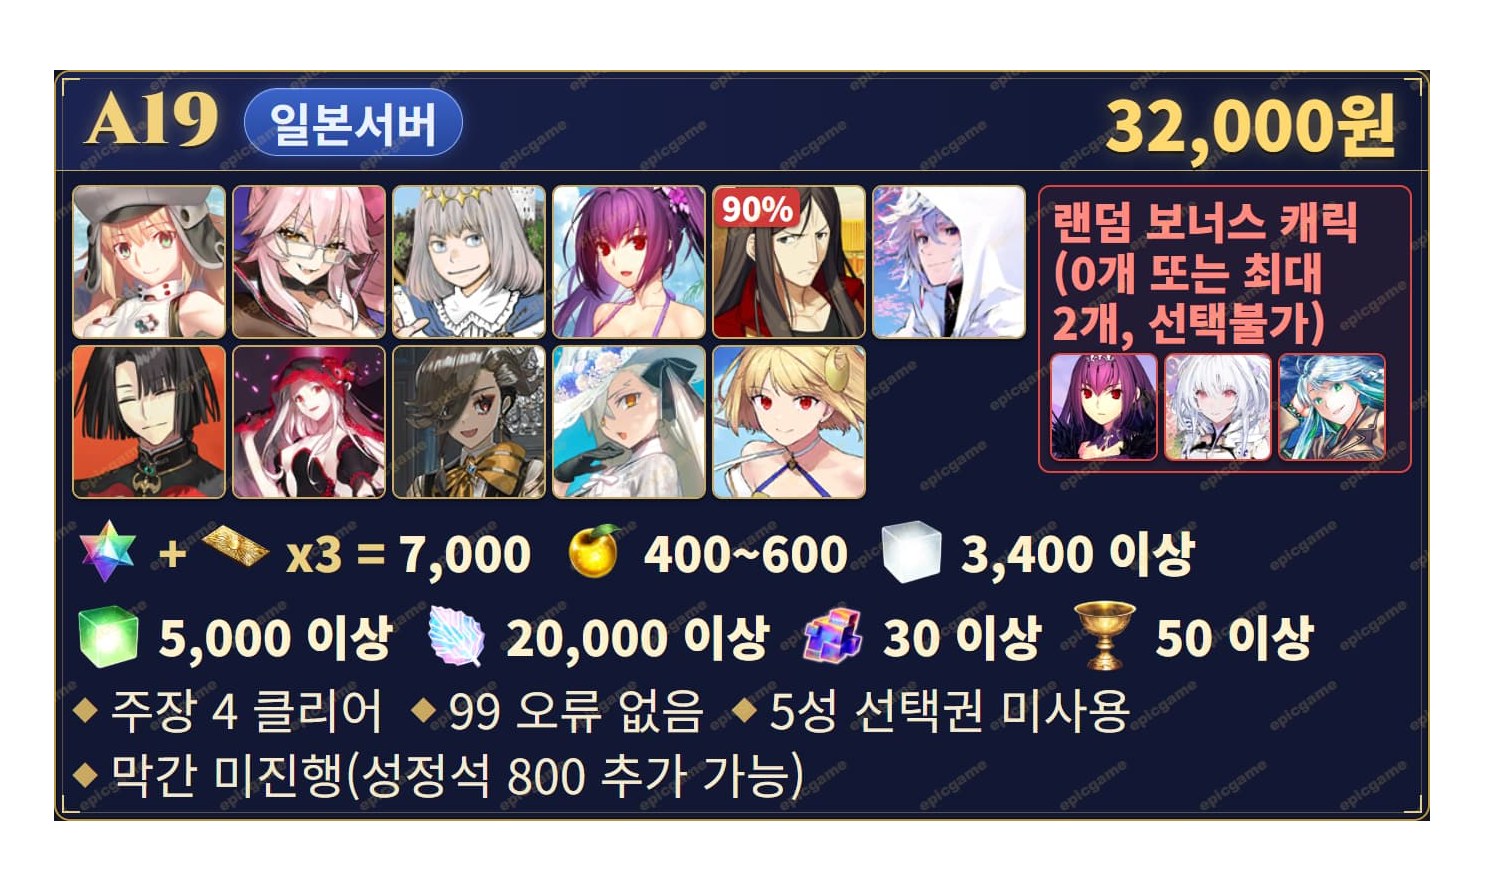 A19 일본서버 32,000원
90%
랜덤 보너스 캐릭
(0개 또는 최대
2개, 선택불가)
+ x3 = 7,000 400~600 3,400 이상
5,000 이상 20,000 이상 30 이상 50 이상
◆ 주장 4 클리어 ◆ 99 오류 없음 ◆ 5성 선택권 미사용
◆ 막간 미진행(성정석 800 추가 가능)
epicgame